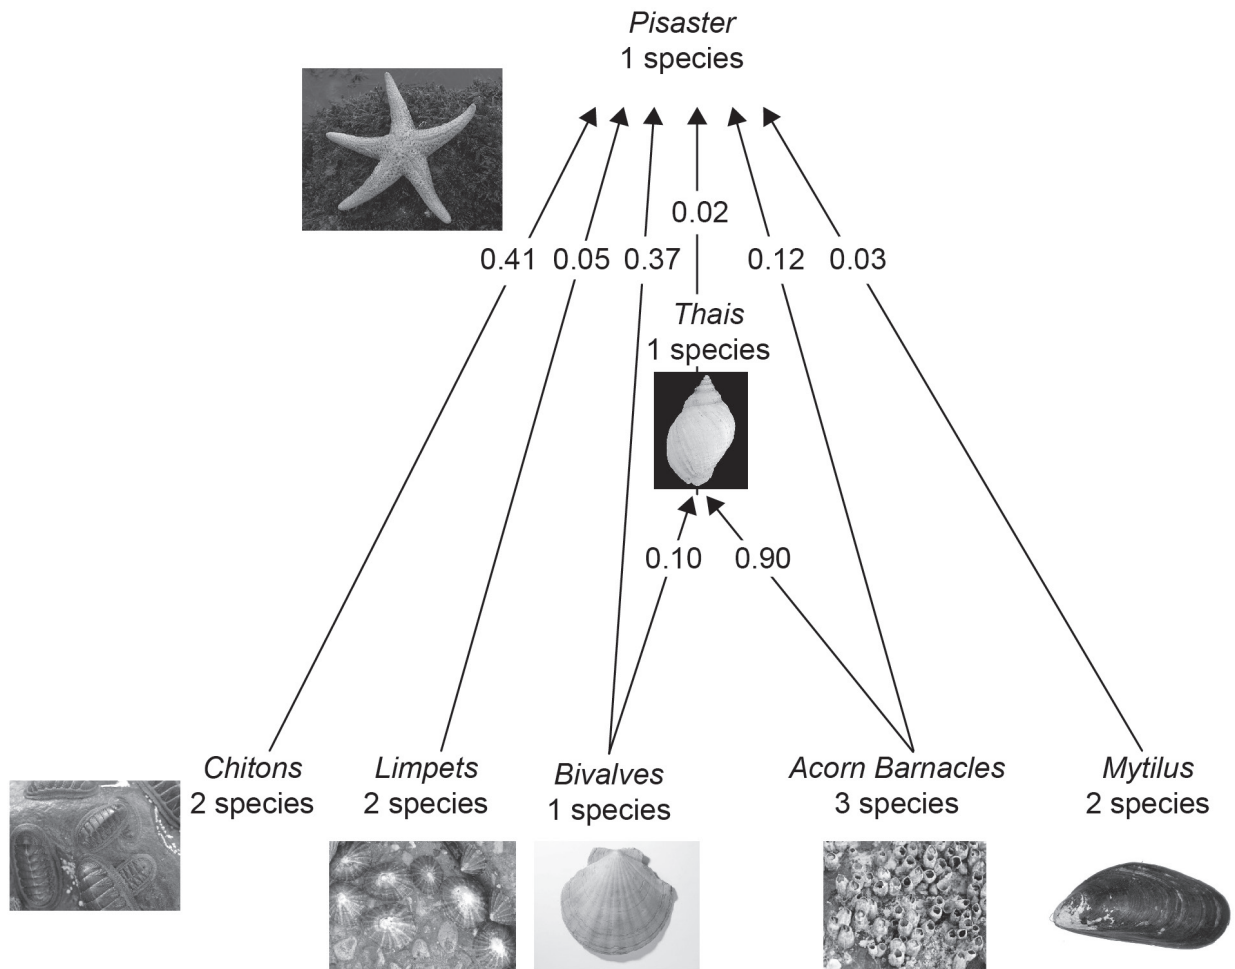 Pisaster
1 species
0.02
0.41 0.05 0.37 0.12 0.03
Thais
1 species
0.10 0.90
Chitons
2 species
Limpets
2 species
Bivalves
1 species
Acorn Barnacles
3 species
Mytilus
2 species